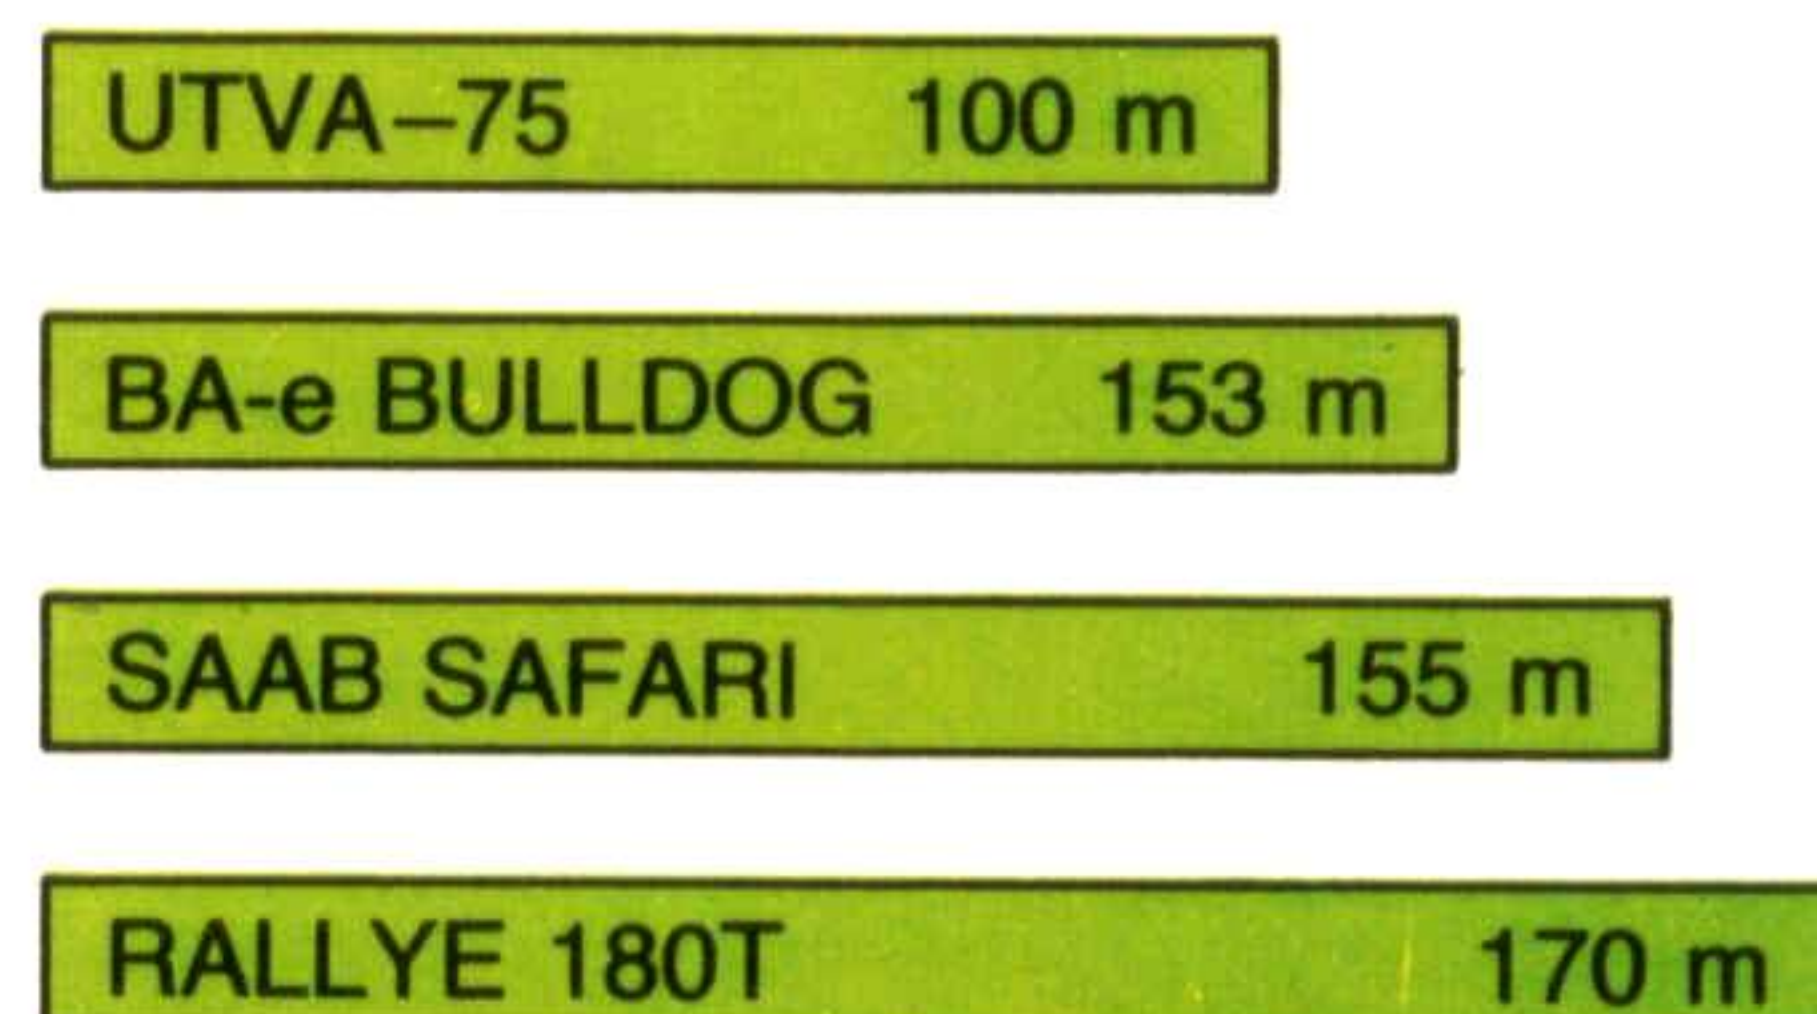 UTVA–75 100 m
BA-e BULLDOG 153 m
SAAB SAFARI 155 m
RALLYE 180T 170 m